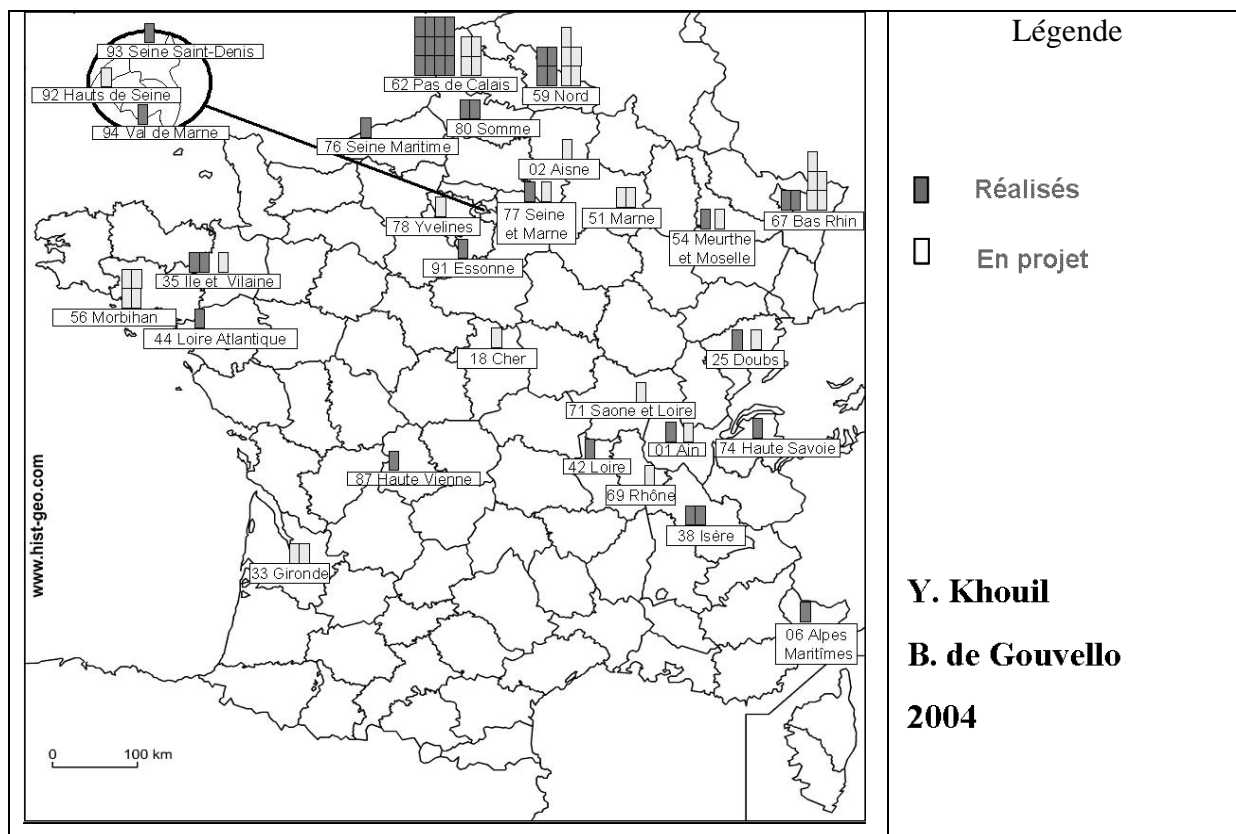 93 Seine Saint-Denis
92 Hauts de Seine
94 Val de Marne
62 Pas de Calais
59 Nord
80 Somme
76 Seine Maritime
02 Aisne
78 Yvelines
77 Seine
et Marne
51 Marne
54 Meurthe
et Moselle
67 Bas Rhin
91 Essonne
35 Ile et Vilaine
56 Morbihan
44 Loire Atlantique
18 Cher
25 Doubs
71 Saone et Loire
01 Ain
74 Haute Savoie
42 Loire
87 Haute Vienne
69 Rhône
38 Isère
33 Gironde
06 Alpes
Maritîmes
www.hist-geo.com
0 100 km
Légende
Réalisés
En projet
Y. Khouil
B. de Gouvello
2004